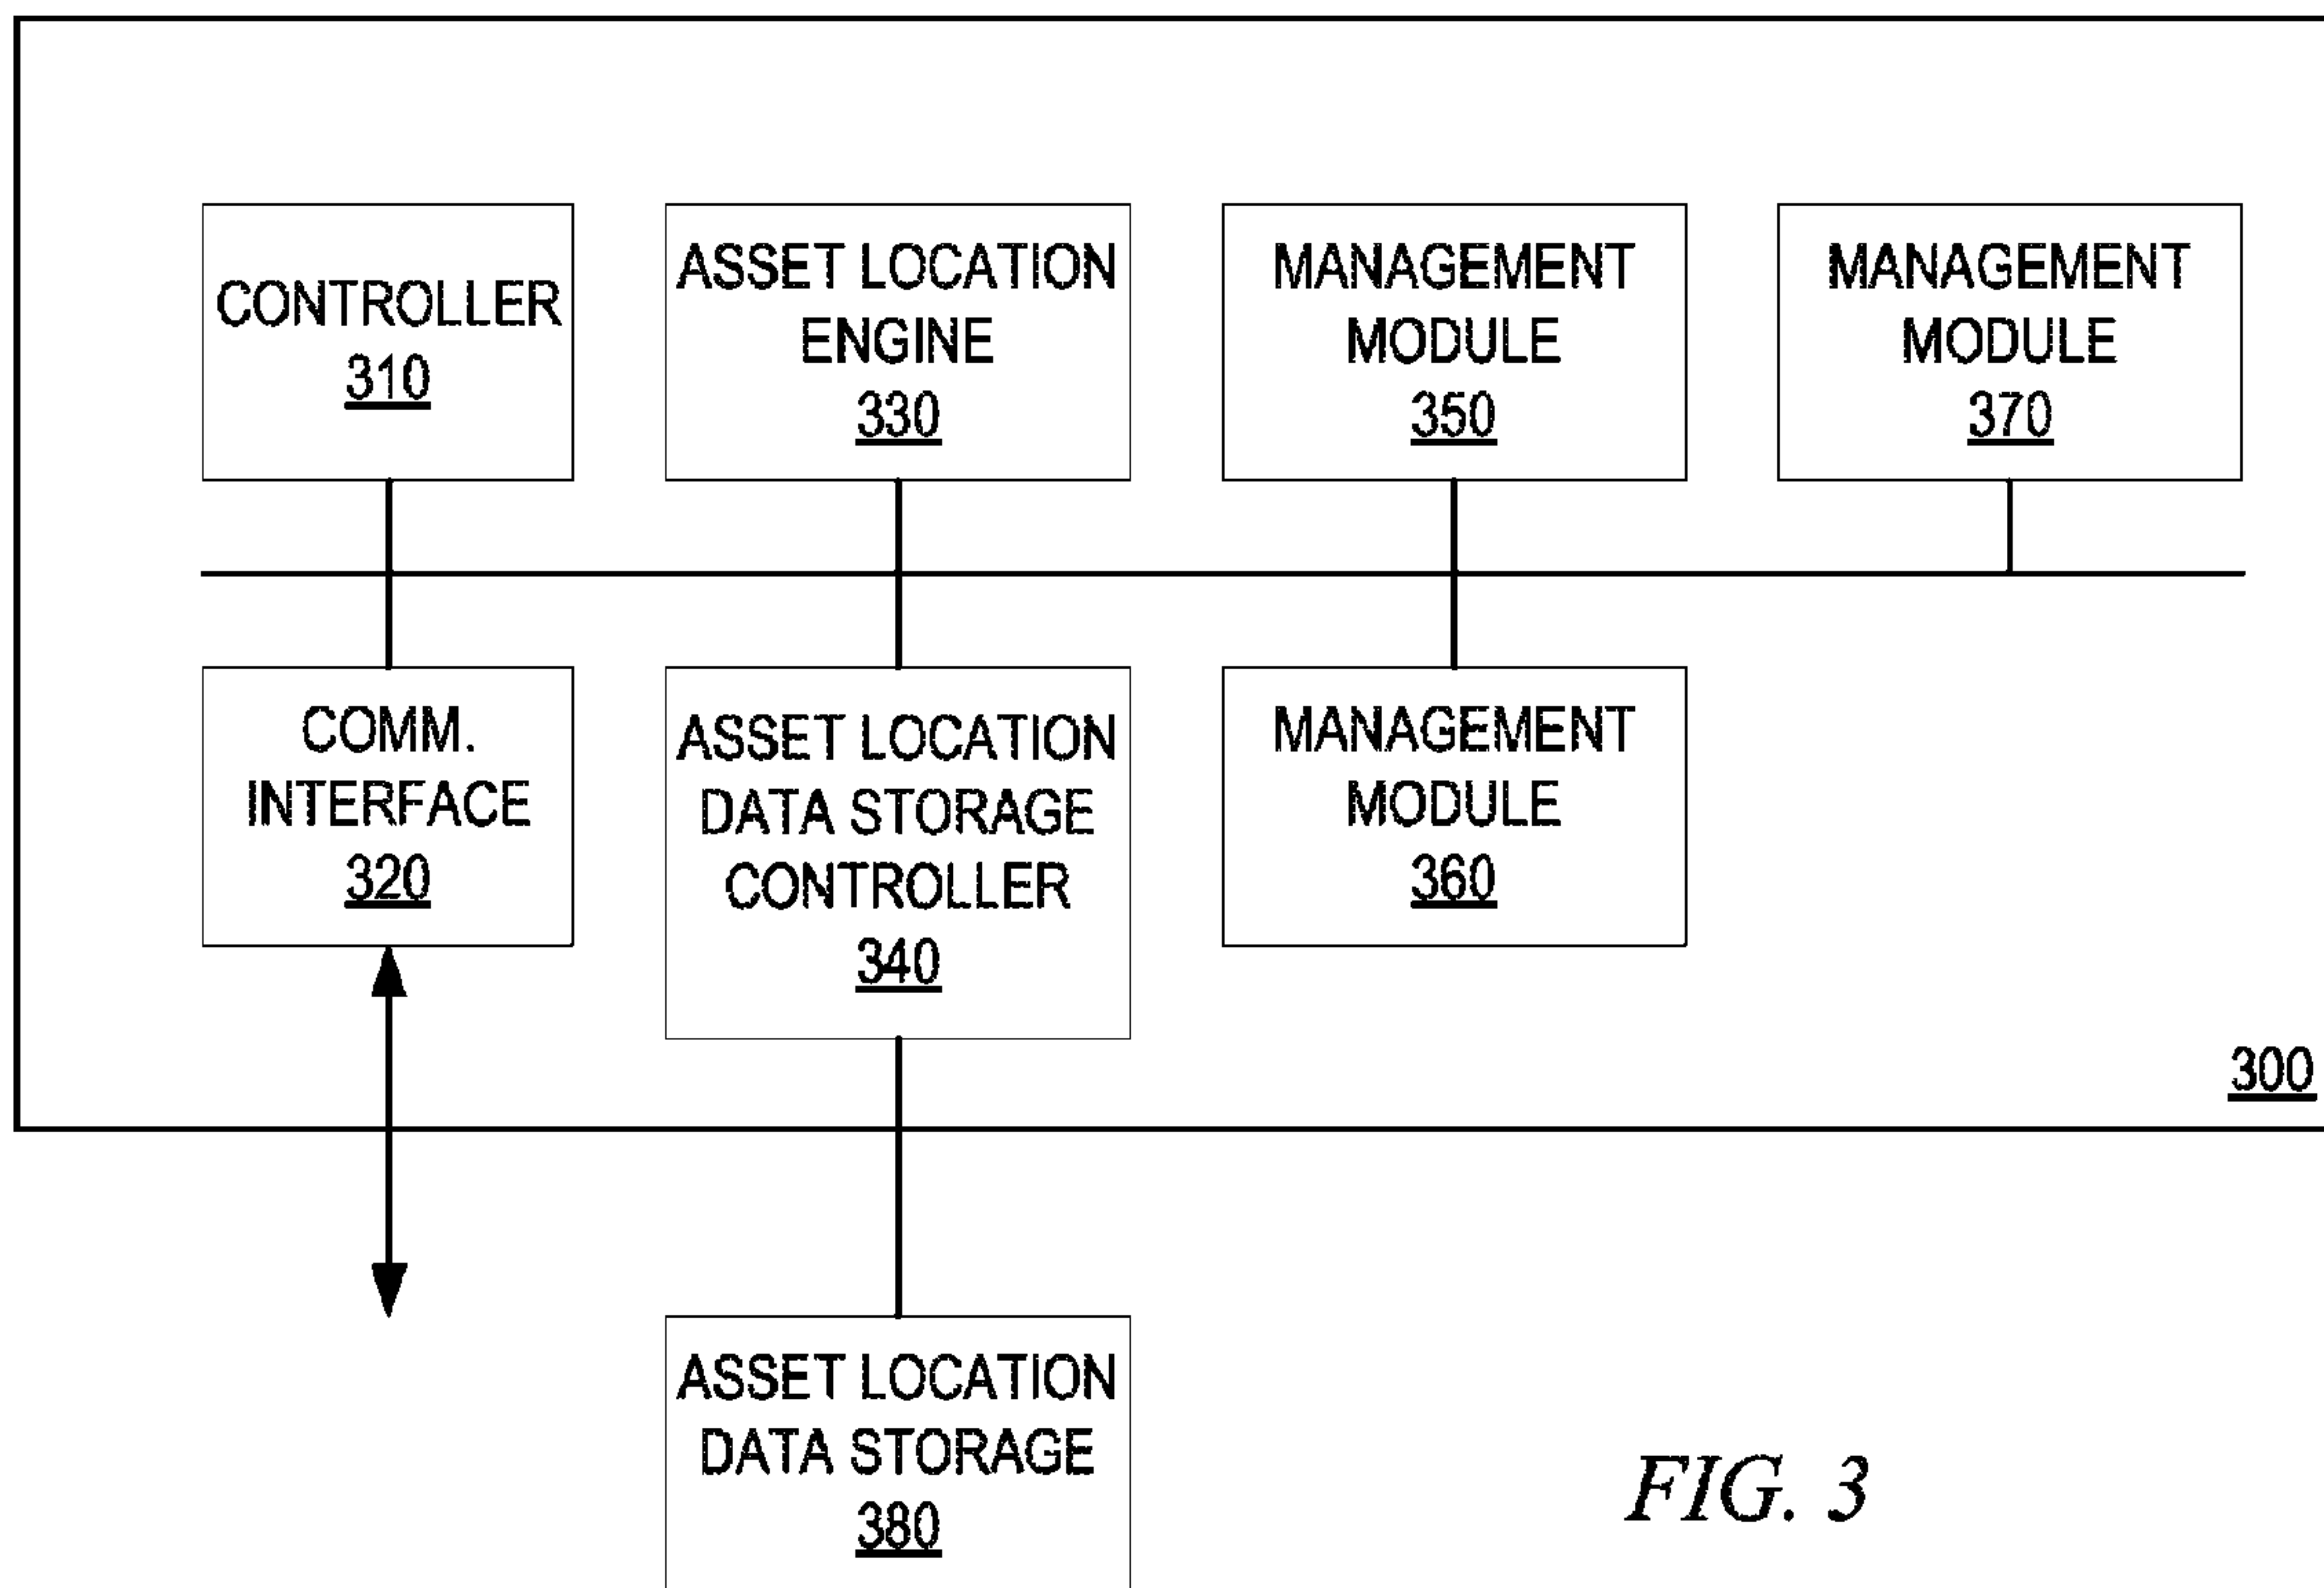 CONTROLLER
310
ASSET LOCATION
ENGINE
330
MANAGEMENT
MODULE
350
MANAGEMENT
MODULE
370
COMM.
INTERFACE
320
ASSET LOCATION
DATA STORAGE
CONTROLLER
340
MANAGEMENT
MODULE
360
300
ASSET LOCATION
DATA STORAGE
380
FIG. 3